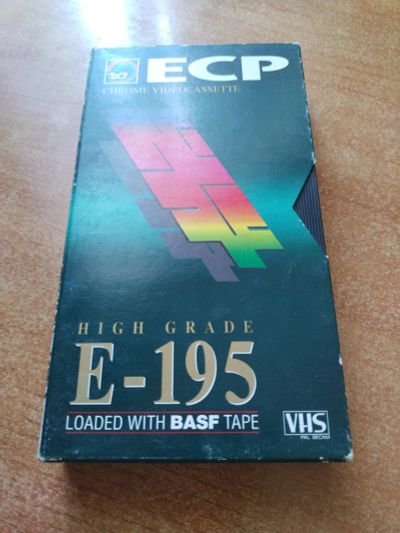 ECP
CHROME VIDEOCASSETTE
HIGH GRADE
E-195
LOADED WITH BASF TAPE
VHS
PAL SECAM